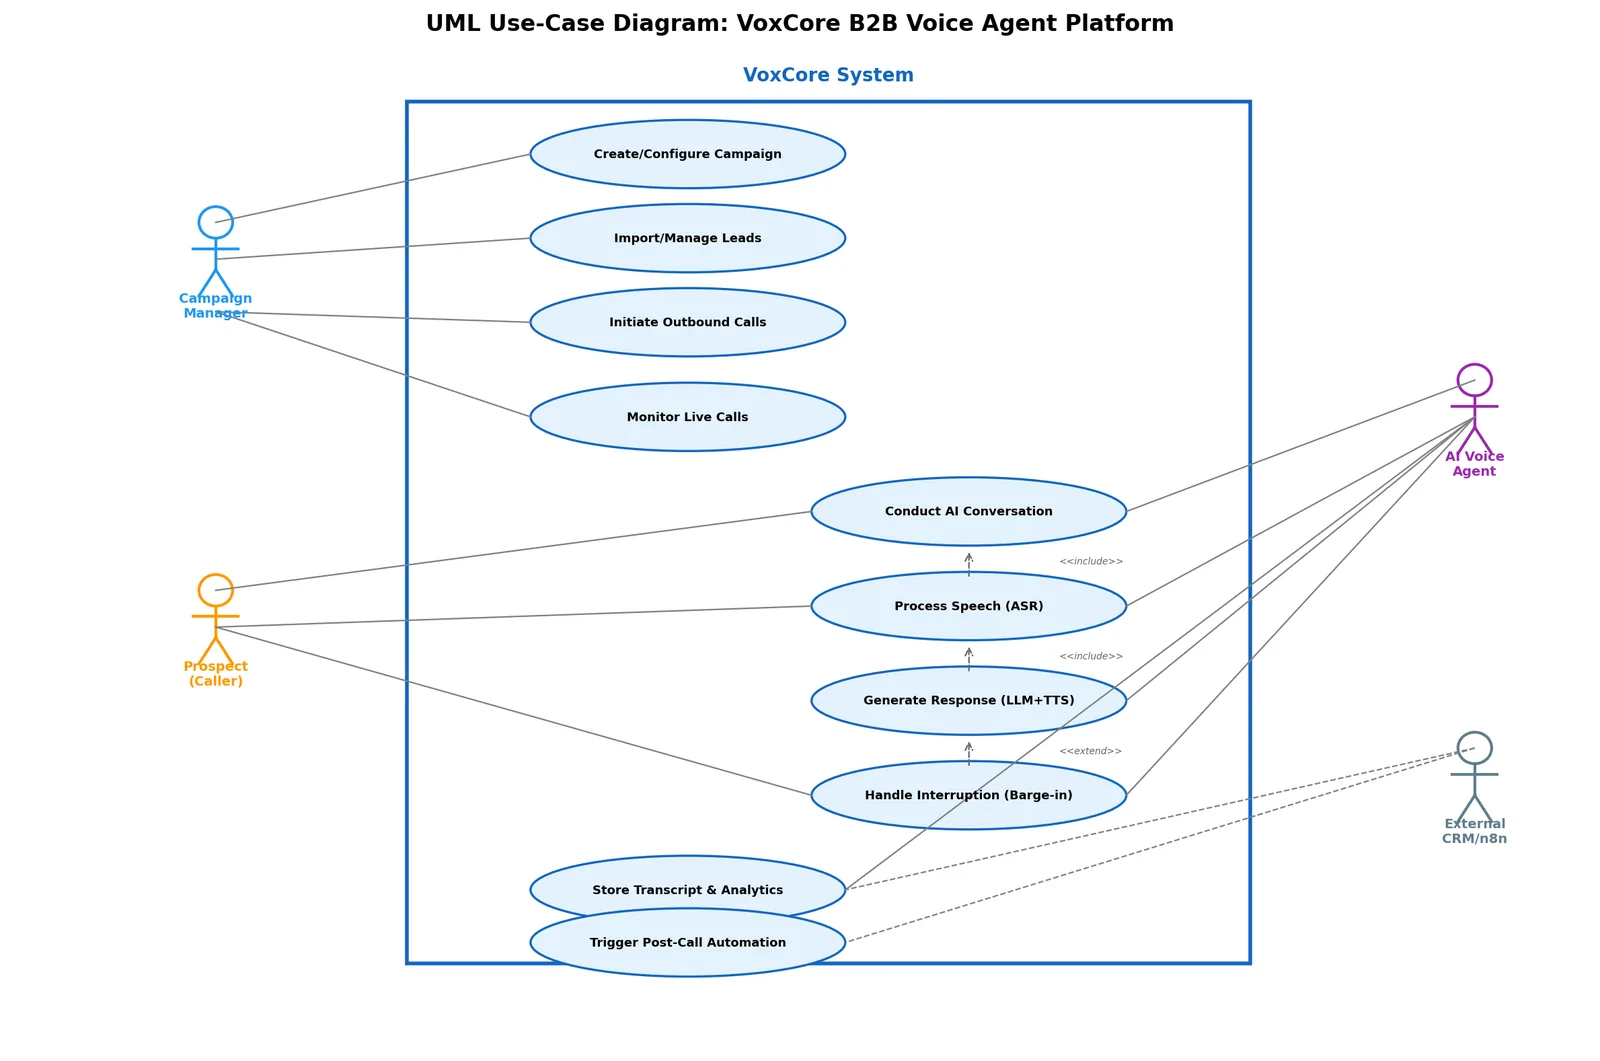 UML Use-Case Diagram: VoxCore B2B Voice Agent Platform
VoxCore System
Create/Configure Campaign
Import/Manage Leads
Campaign
Manager
Initiate Outbound Calls
Monitor Live Calls
AI Voice
Agent
Conduct AI Conversation
<<include>>
Process Speech (ASR)
<<include>>
Prospect
(Caller)
Generate Response (LLM+TTS)
<<extend>>
Handle Interruption (Barge-in)
External
CRM/n8n
Store Transcript & Analytics
Trigger Post-Call Automation